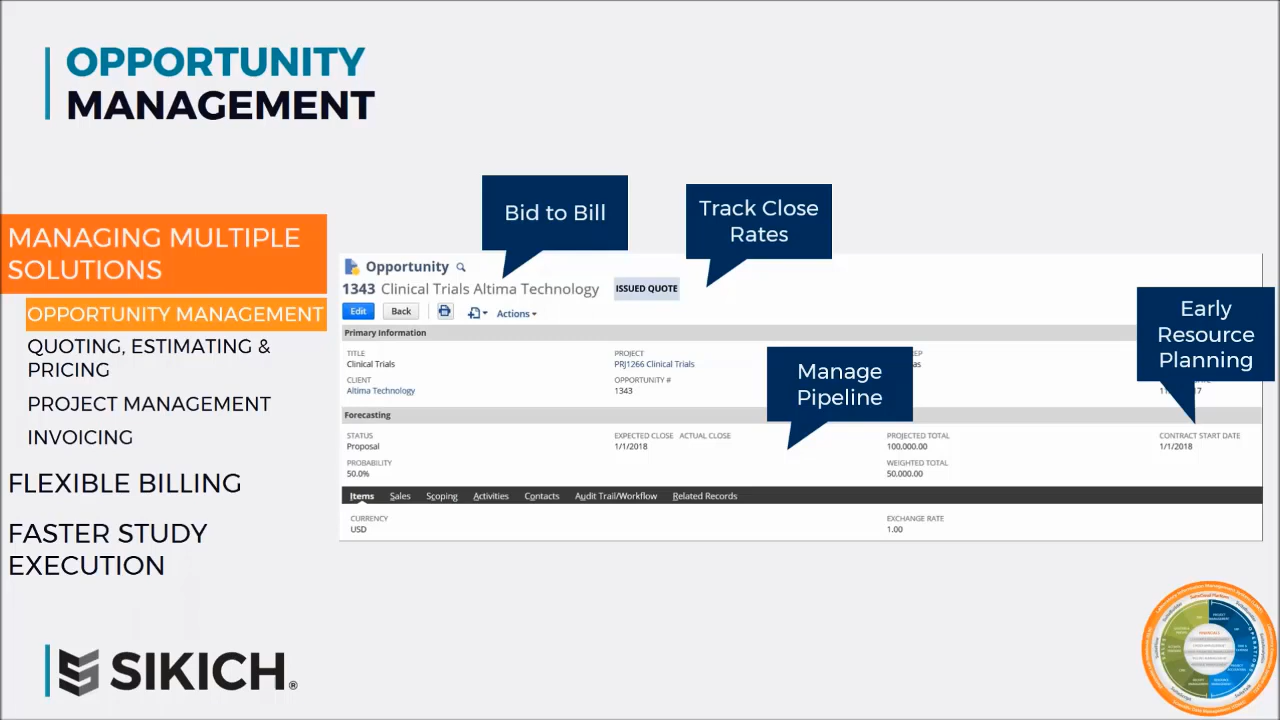 OPPORTUNITY
MANAGEMENT
Bid to Bill
Track Close
Rates
MANAGING MULTIPLE
SOLUTIONS
OPPORTUNITY MANAGEMENT
QUOTING, ESTIMATING &
PRICING
PROJECT MANAGEMENT
INVOICING
FLEXIBLE BILLING
FASTER STUDY
EXECUTION
Opportunity
1343 Clinical Trials Altima Technology ISSUED QUOTE
Edit Back Actions
Early
Resource
Planning
Primary Information
Manage
Pipeline
TITLE PROJECT
Clinical Trials PRJ1266 Clinical Trials
CLIENT OPPORTUNITY #
Altima Technology 1343
Forecasting
STATUS EXPECTED CLOSE ACTUAL CLOSE PROJECTED TOTAL CONTRACT START DATE
Proposal 1/1/2018 100,000.00 1/1/2018
PROBABILITY WEIGHTED TOTAL
50.0% 50,000.00
Items Sales Scoping Activities Contacts Audit Trail/Workflow Related Records
CURRENCY EXCHANGE RATE
USD 1.00
SIKICH®